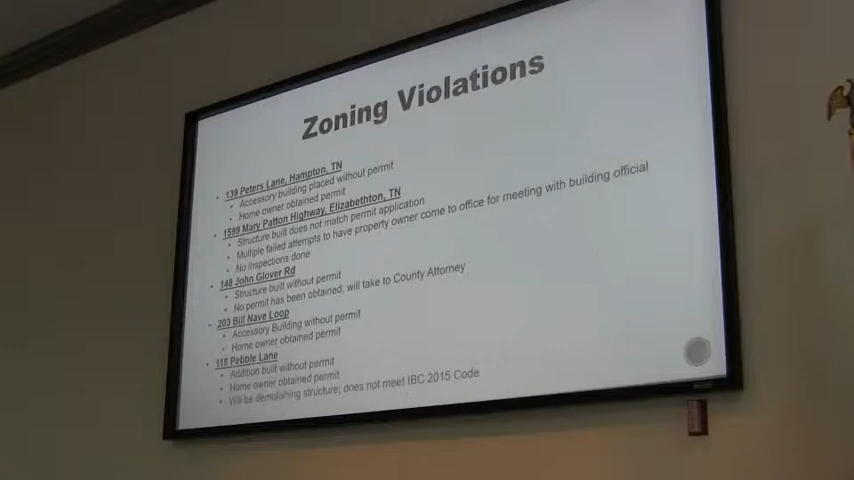 Zoning Violations
139 Peters Lane, Hampton, TN
Accessory building placed without permit
Home owner obtained permit
1599 Mary Patton Highway, Elizabethton, TN
Structure built does not match permit application
Multiple failed attempts to have property owner come to office for meeting with building official
No inspections done
148 John Glover Rd
Structure built without permit
No permit has been obtained; will take to County Attorney
203 Bill Nave Loop
Accessory Building without permit
Home owner obtained permit
118 Pebble Lane
Addition built without permit
Home owner obtained permit
Will be demolishing structure; does not meet IBC 2015 Code